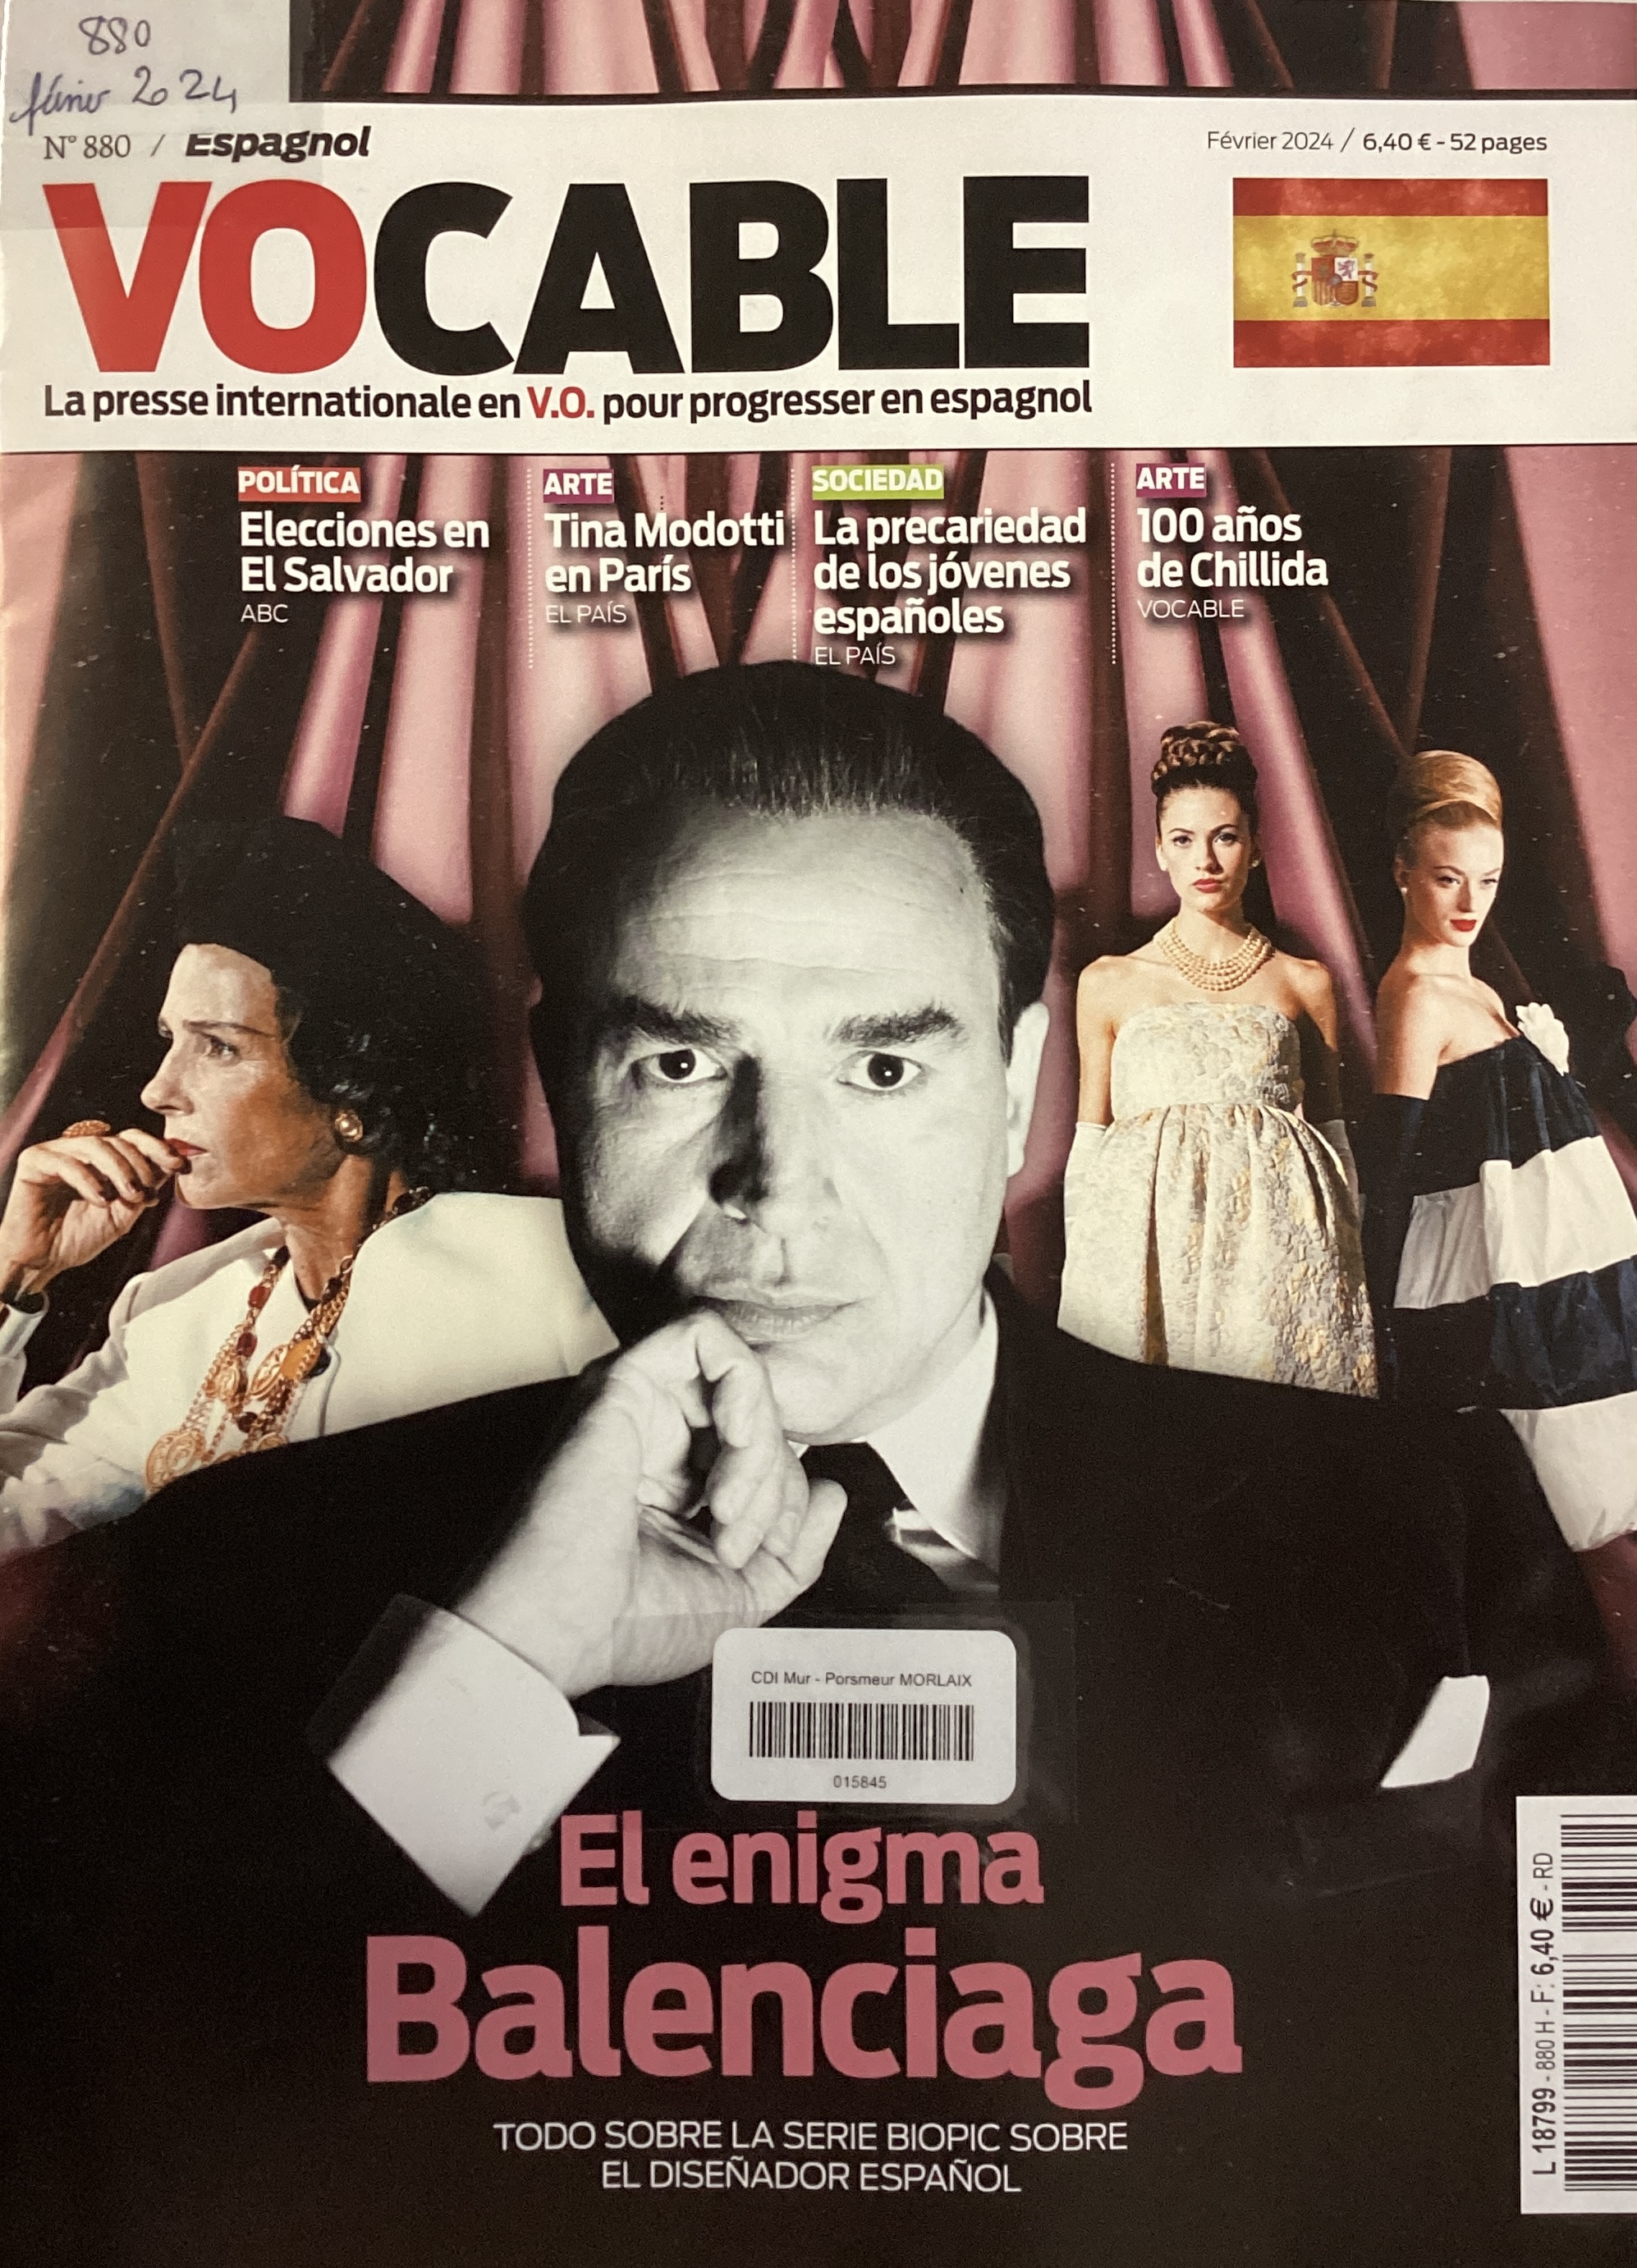 880
février 2024
N° 880 / Espagnol
Février 2024 / 6,40 € - 52 pages
VOCABLE
La presse internationale en V.O. pour progresser en espagnol
POLÍTICA
Elecciones en
El Salvador
ABC
ARTE
Tina Modotti
en París
EL PAÍS
SOCIEDAD
La precariedad
de los jóvenes
españoles
EL PAÍS
ARTE
100 años
de Chillida
VOCABLE
CDI Mur - Porsmeur MORLAIX
015845
El enigma
Balenciaga
TODO SOBRE LA SERIE BIOPIC SOBRE
EL DISEÑADOR ESPAÑOL
L 18799 - 880 H - F: 6,40 € - RD